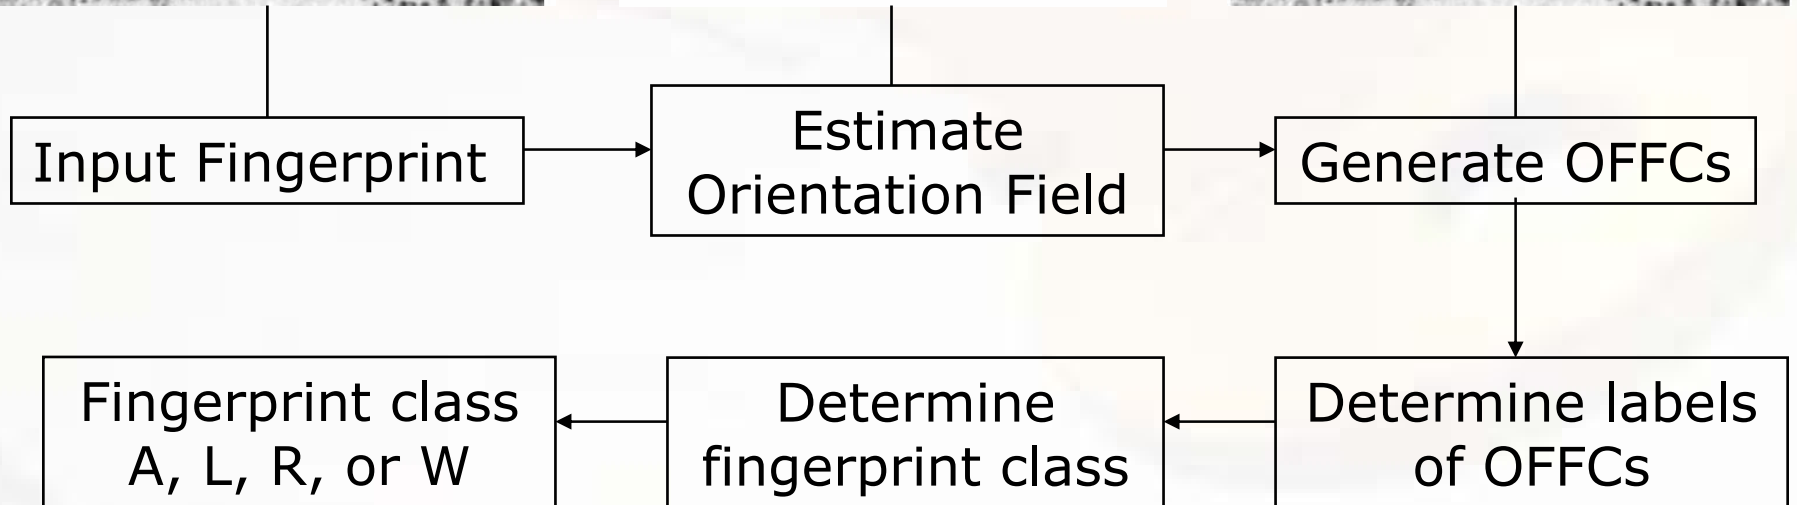 Input Fingerprint
Estimate
Orientation Field
Generate OFFCs
Determine labels
of OFFCs
Determine
fingerprint class
Fingerprint class
A, L, R, or W